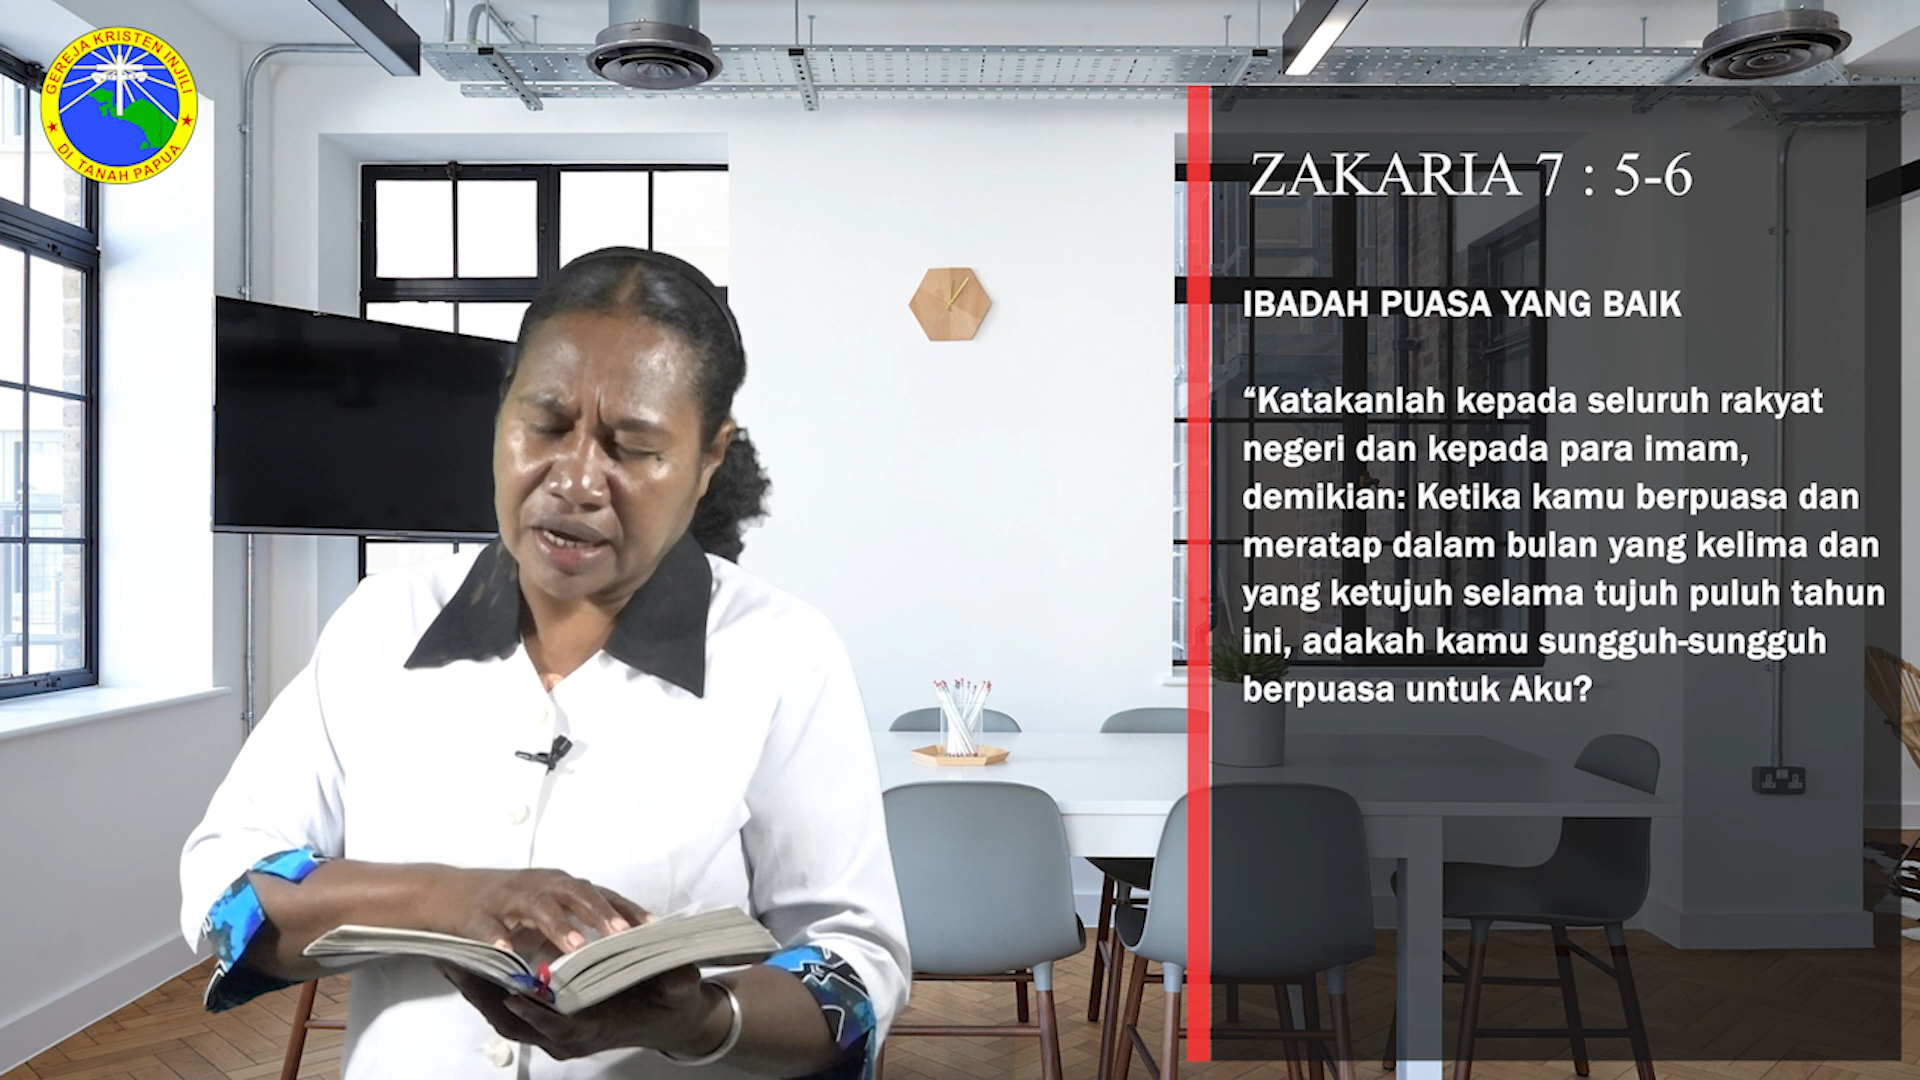 GEREJA KRISTEN INJILI
DI TANAH PAPUA
ZAKARIA 7 : 5-6
IBADAH PUASA YANG BAIK
“Katakanlah kepada seluruh rakyat
negeri dan kepada para imam,
demikian: Ketika kamu berpuasa dan
meratap dalam bulan yang kelima dan
yang ketujuh selama tujuh puluh tahun
ini, adakah kamu sungguh-sungguh
berpuasa untuk Aku?